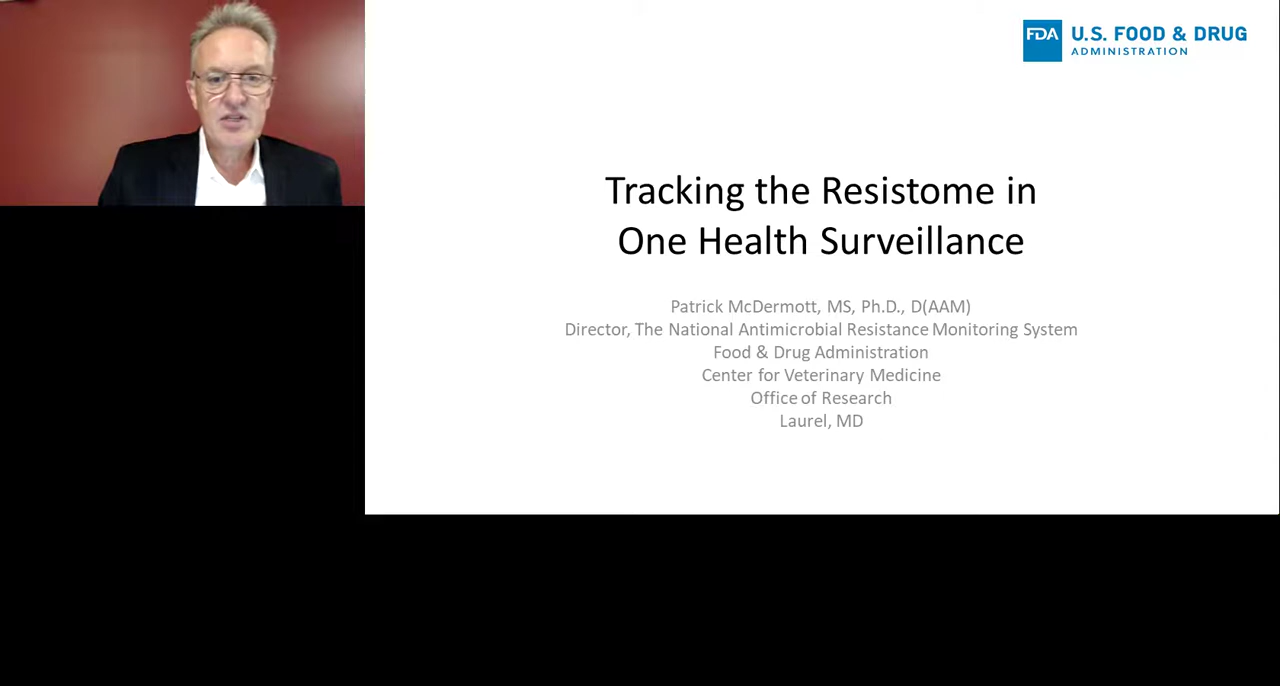 FDA
U.S. FOOD & DRUG
ADMINISTRATION
Tracking the Resistome in
One Health Surveillance
Patrick McDermott, MS, Ph.D., D(AAM)
Director, The National Antimicrobial Resistance Monitoring System
Food & Drug Administration
Center for Veterinary Medicine
Office of Research
Laurel, MD